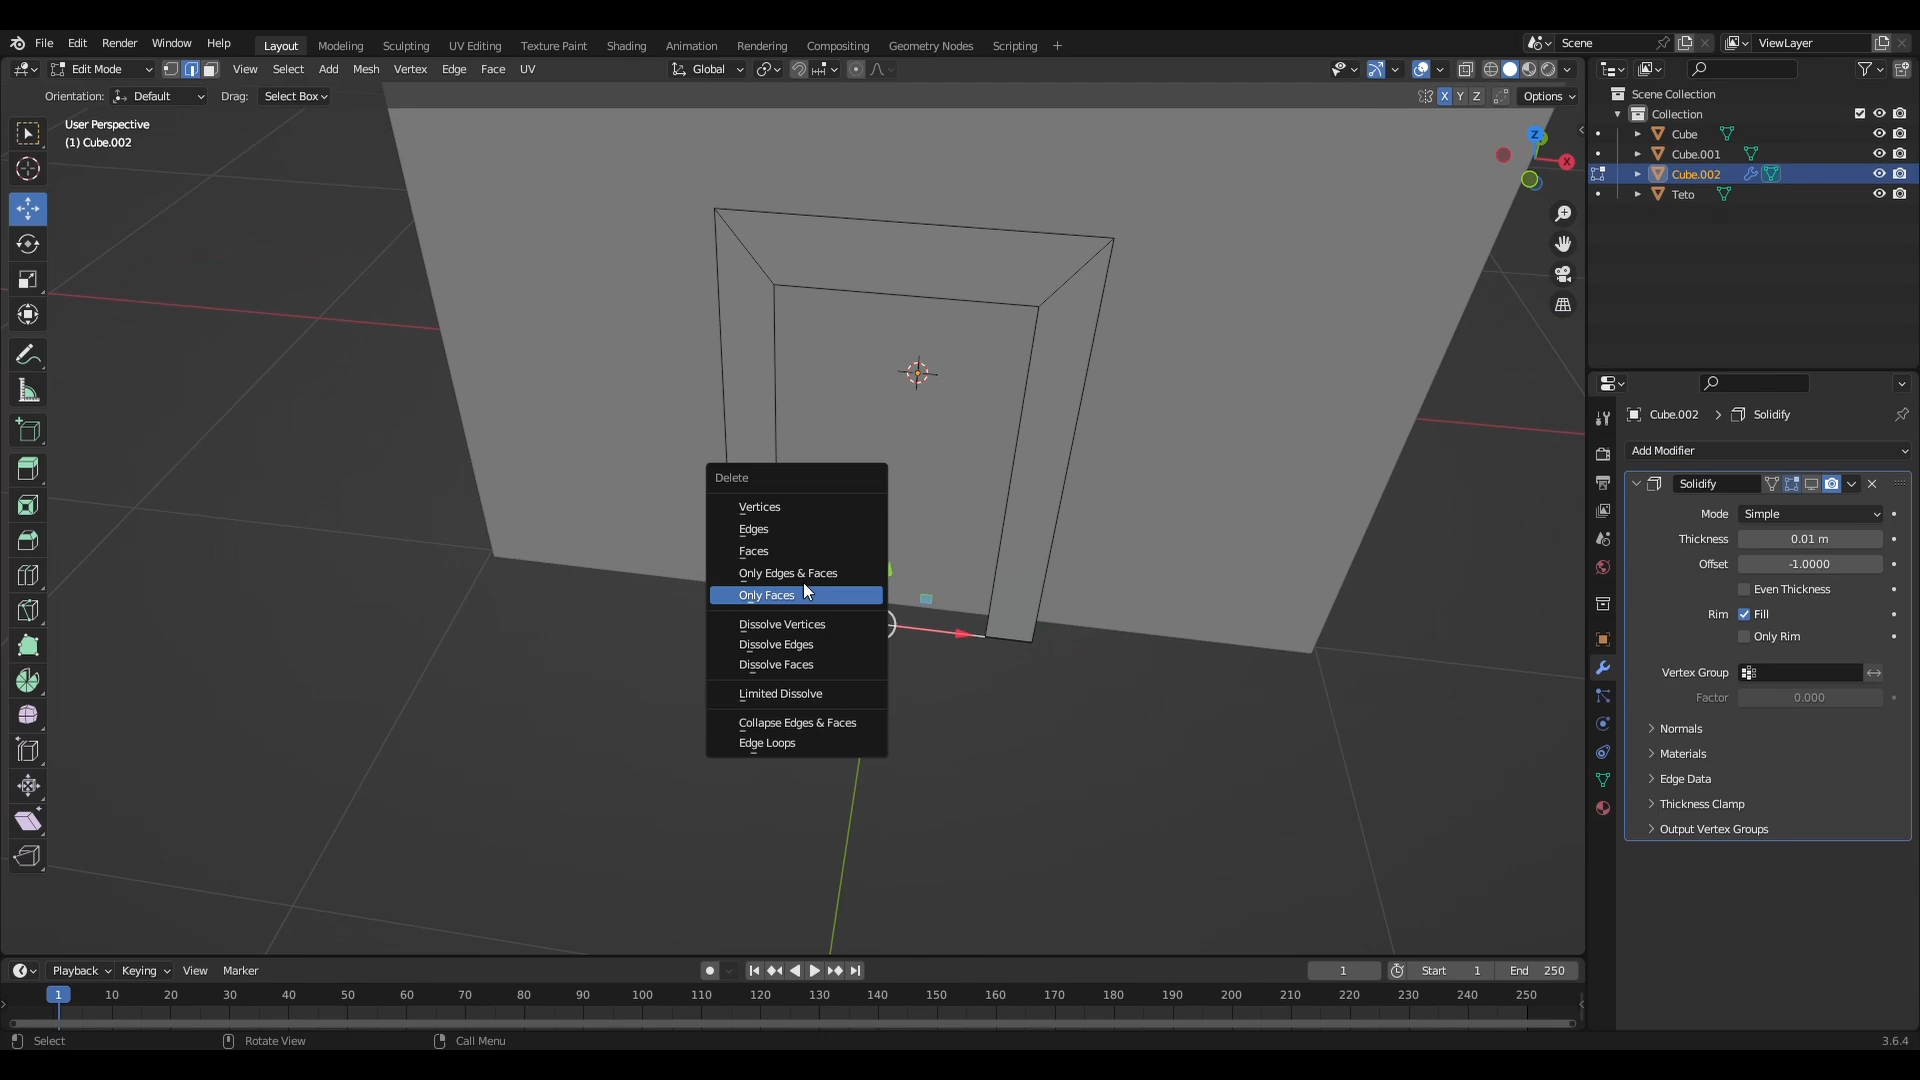 File Edit Render Window Help Layout Modeling Sculpting UV Editing Texture Paint Shading Animation Rendering Compositing Geometry Nodes Scripting + Scene ViewLayer
Edit Mode View Select Add Mesh Vertex Edge Face UV Global
Orientation: Default Drag: Select Box X Y Z Options
User Perspective
(1) Cube.002
Z
X
Scene Collection
Collection
Cube
Cube.001
Cube.002
Teto
Delete
Vertices
Edges
Faces
Only Edges & Faces
Only Faces
Dissolve Vertices
Dissolve Edges
Dissolve Faces
Limited Dissolve
Collapse Edges & Faces
Edge Loops
Cube.002 > Solidify
Add Modifier
Solidify
Mode Simple
Thickness 0.01 m
Offset -1.0000
Even Thickness
Rim Fill
Only Rim
Vertex Group
Factor 0.000
Normals
Materials
Edge Data
Thickness Clamp
Output Vertex Groups
Playback Keying View Marker 1 Start 1 End 250
1 10 20 30 40 50 60 70 80 90 100 110 120 130 140 150 160 170 180 190 200 210 220 230 240 250
Select Rotate View Call Menu 3.6.4